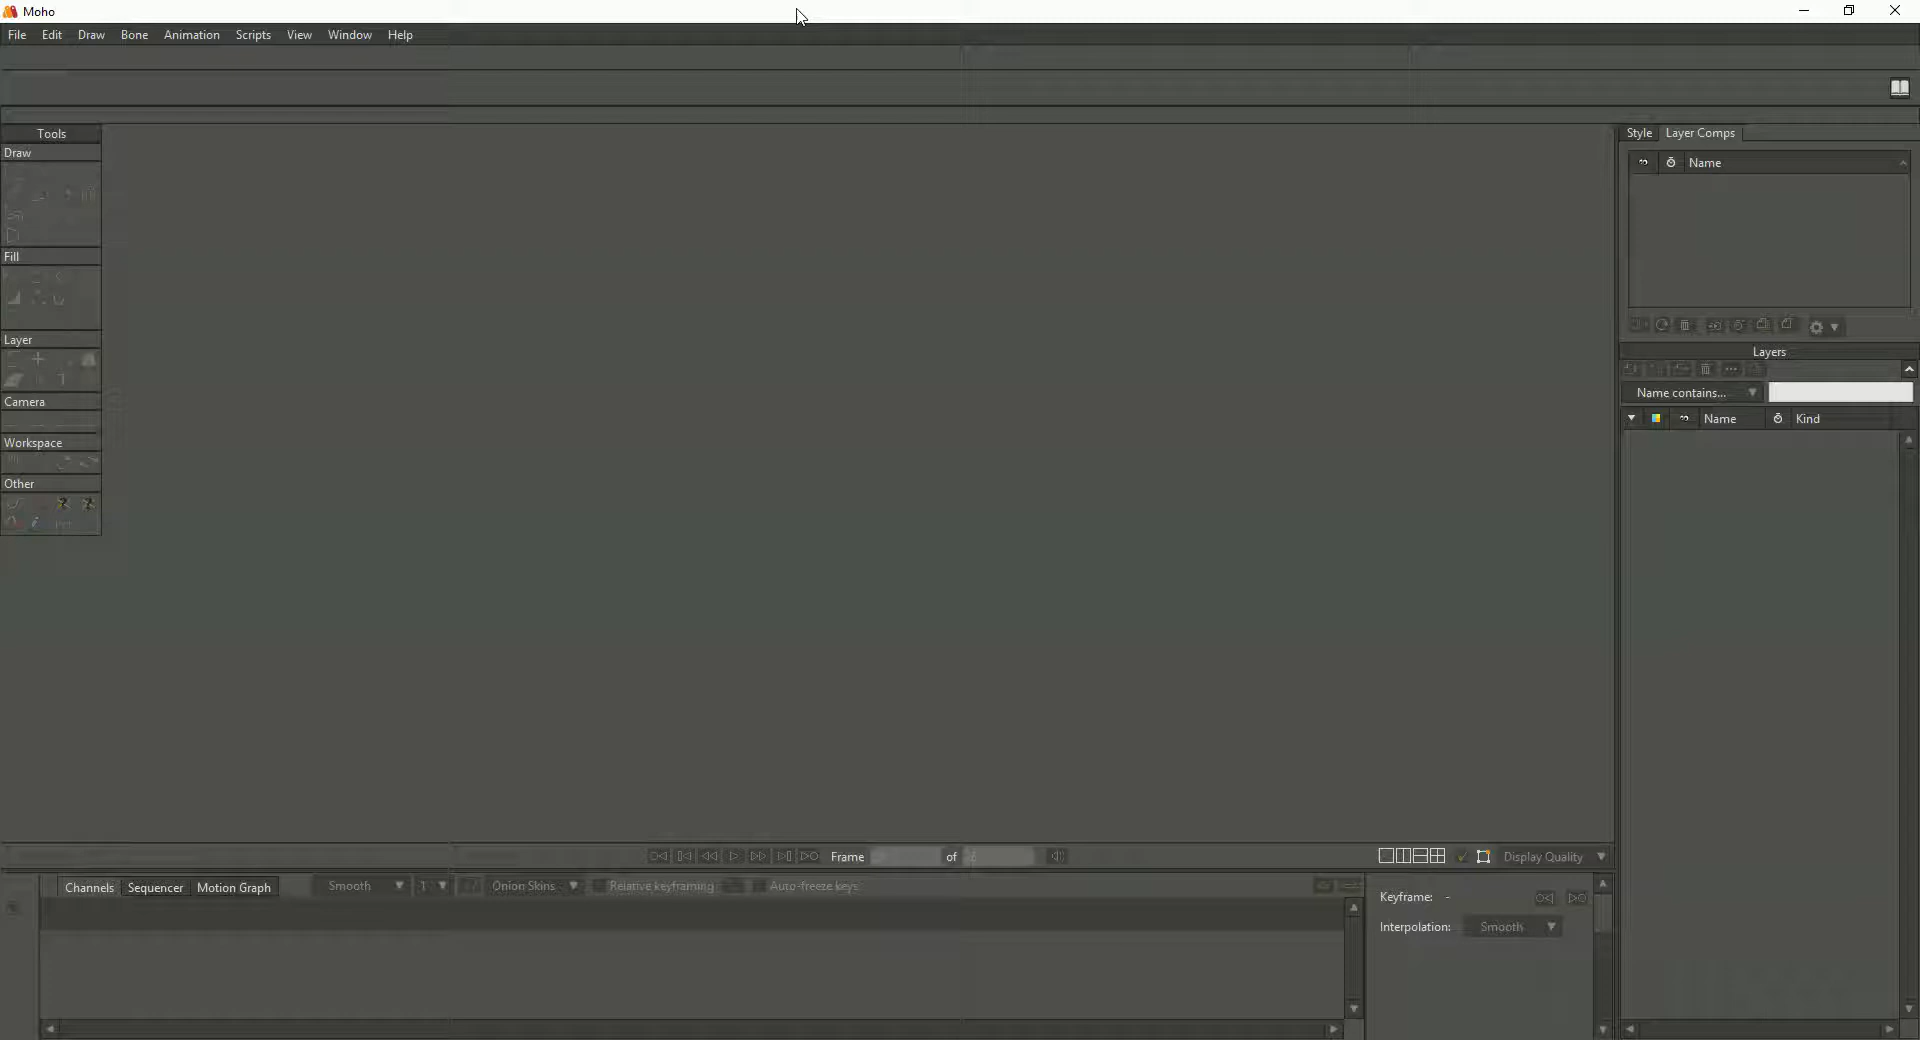 Moho
File Edit Draw Bone Animation Scripts View Window Help
Tools
Draw
Fill
Layer
Camera
Workspace
Other
Style Layer Comps
Name
Layers
Name contains...
Name Kind
Frame of
Display Quality
Channels Sequencer Motion Graph Smooth 1 Onion Skins Relative keyframing Auto-freeze keys
Keyframe: -
Interpolation: Smooth